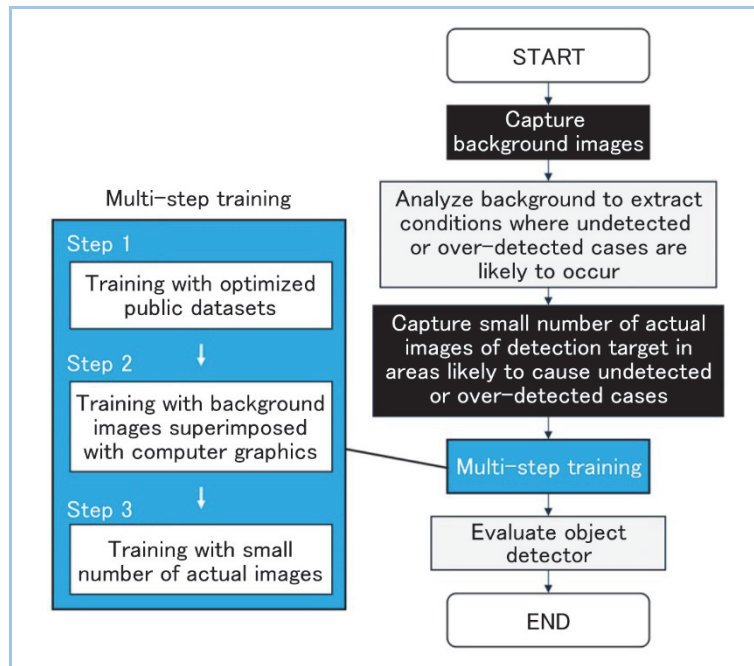 START
Capture
background images
Analyze background to extract
conditions where undetected
or over-detected cases are
likely to occur
Capture small number of actual
images of detection target in
areas likely to cause undetected
or over-detected cases
Multi-step training
Evaluate object
detector
END
Multi-step training
Step 1
Training with optimized
public datasets
Step 2
Training with background
images superimposed
with computer graphics
Step 3
Training with small
number of actual images